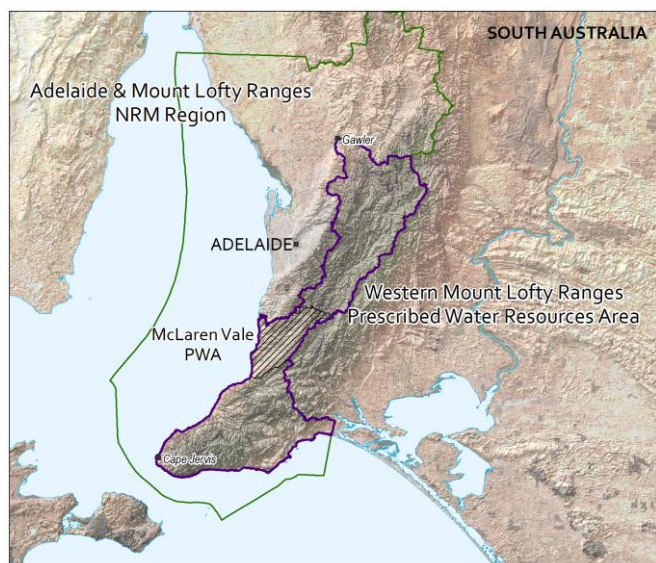 SOUTH AUSTRALIA
Adelaide & Mount Lofty Ranges
NRM Region
Gawler
ADELAIDE
Western Mount Lofty Ranges
Prescribed Water Resources Area
McLaren Vale
PWA
Cape Jervis